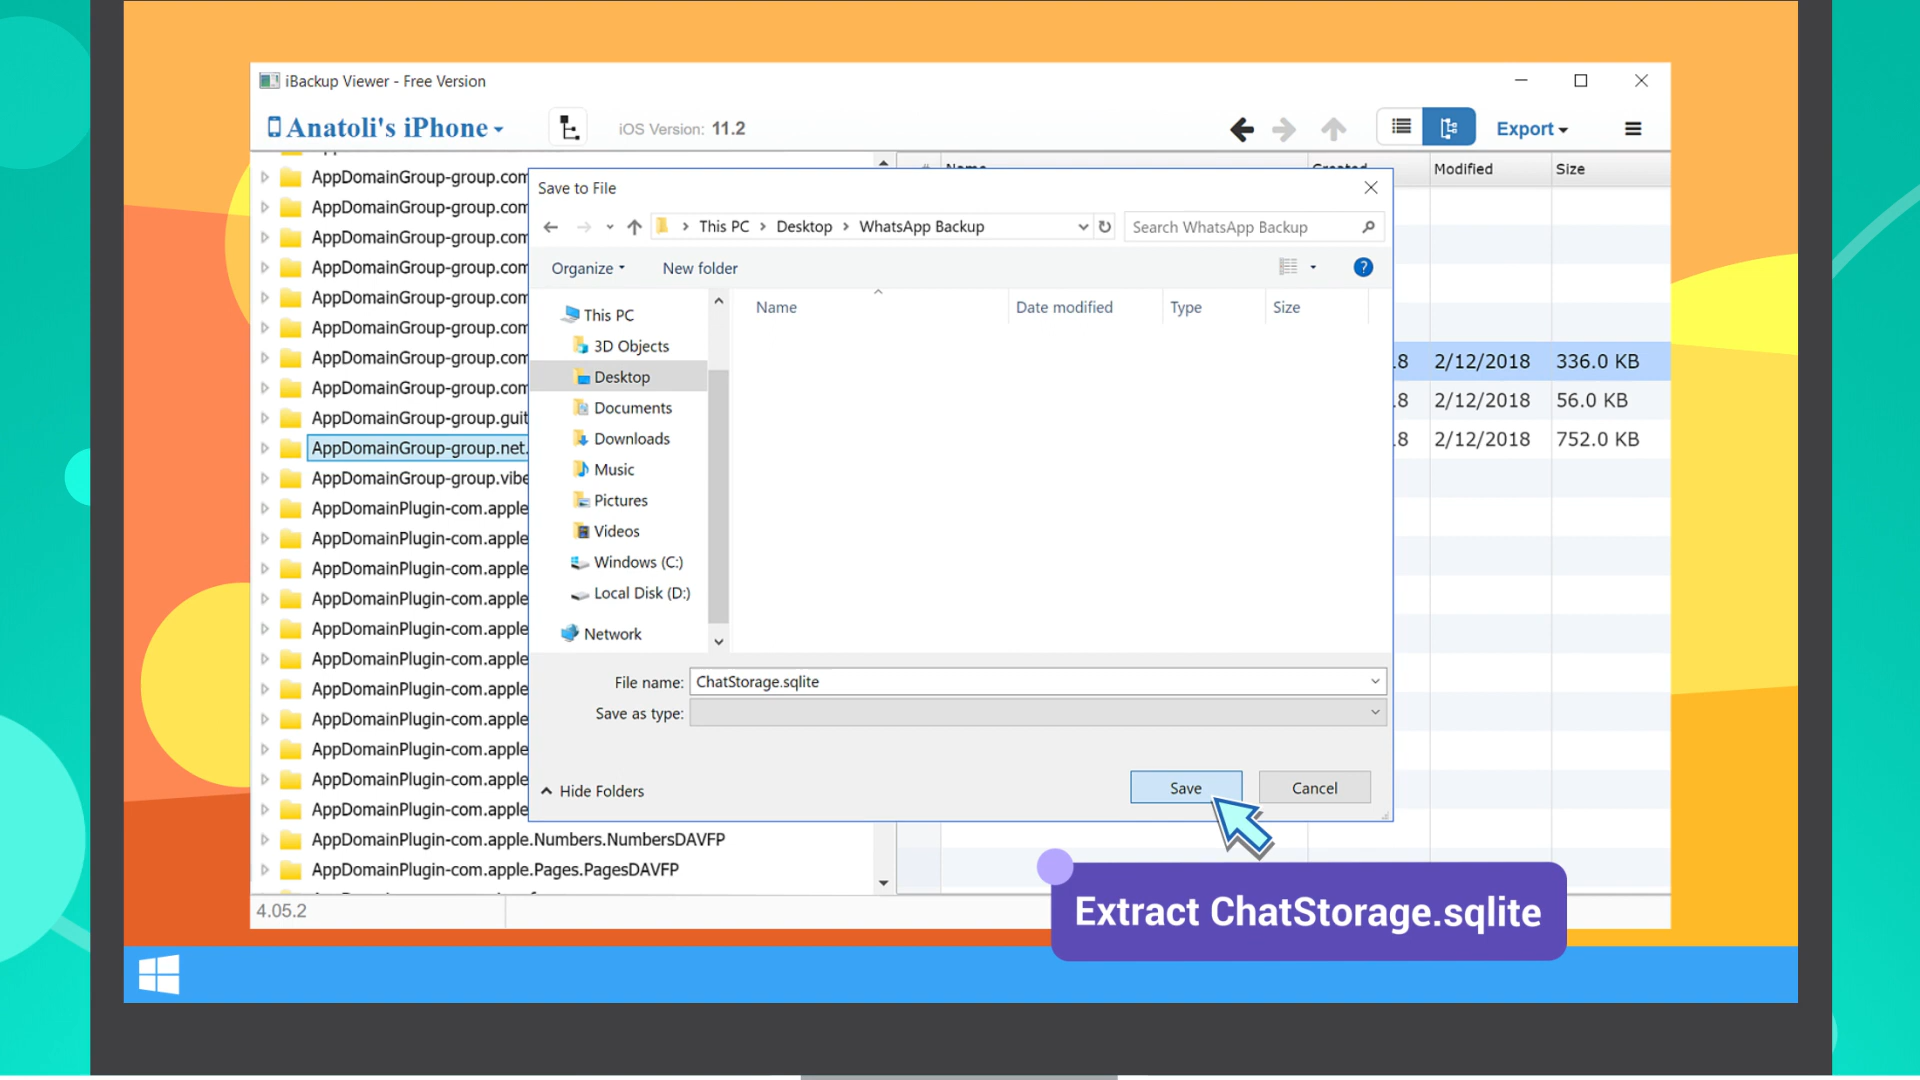 iBackup Viewer - Free Version
Anatoli's iPhone
iOS Version: 11.2
Export
Modified
Size
AppDomainGroup-group.com
AppDomainGroup-group.com
AppDomainGroup-group.com
AppDomainGroup-group.com
AppDomainGroup-group.com
AppDomainGroup-group.com
AppDomainGroup-group.com
AppDomainGroup-group.com
AppDomainGroup-group.guit
AppDomainGroup-group.net.
AppDomainGroup-group.vibe
AppDomainPlugin-com.apple
AppDomainPlugin-com.apple
AppDomainPlugin-com.apple
AppDomainPlugin-com.apple
AppDomainPlugin-com.apple
AppDomainPlugin-com.apple
AppDomainPlugin-com.apple
AppDomainPlugin-com.apple
AppDomainPlugin-com.apple
AppDomainPlugin-com.apple
AppDomainPlugin-com.apple
AppDomainPlugin-com.apple.Numbers.NumbersDAVFP
AppDomainPlugin-com.apple.Pages.PagesDAVFP
Save to File
This PC > Desktop > WhatsApp Backup
Search WhatsApp Backup
Organize
New folder
?
This PC
3D Objects
Desktop
Documents
Downloads
Music
Pictures
Videos
Windows (C:)
Local Disk (D:)
Network
Name
Date modified
Type
Size
.8 2/12/2018 336.0 KB
.8 2/12/2018 56.0 KB
.8 2/12/2018 752.0 KB
File name: ChatStorage.sqlite
Save as type:
Hide Folders
Save
Cancel
4.05.2
Extract ChatStorage.sqlite